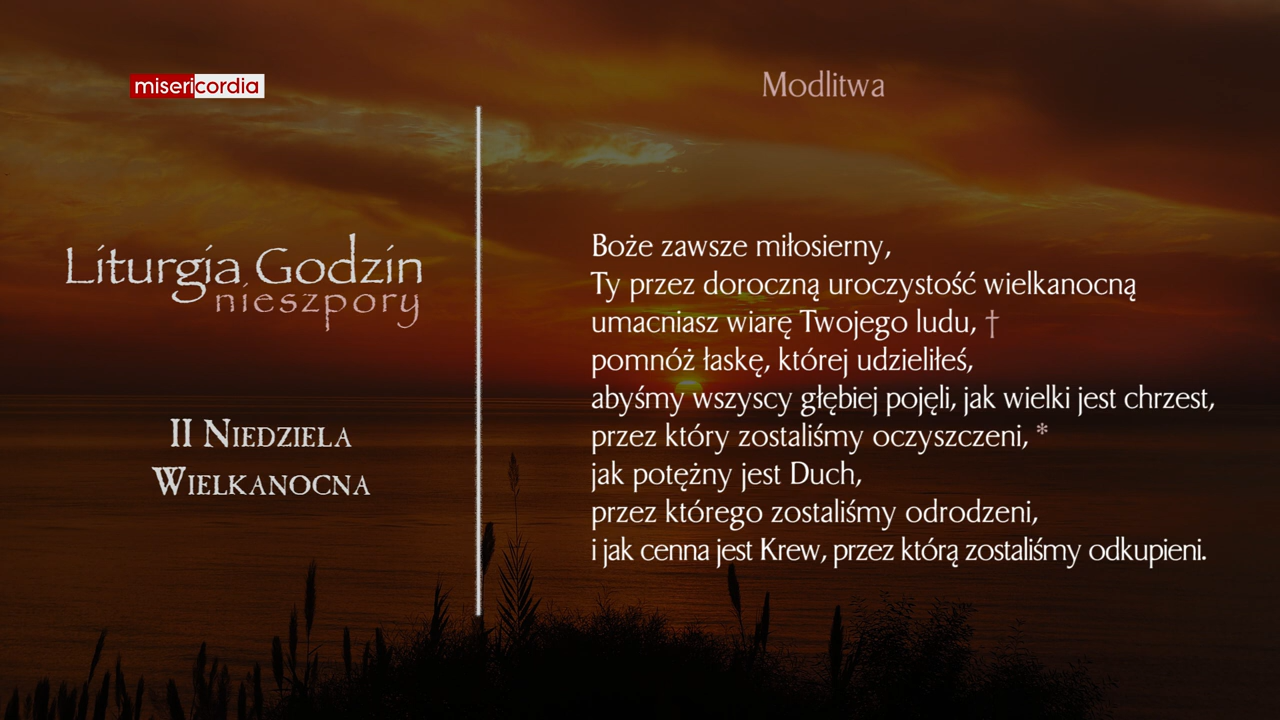 misericordia
Liturgia Godzin
nieszpory
II Niedziela
Wielkanocna
Modlitwa
Boże zawsze miłosierny,
Ty przez doroczną uroczystość wielkanocną
umacniasz wiarę Twojego ludu, †
pomnóż łaskę, której udzieliłeś,
abyśmy wszyscy głębiej pojęli, jak wielki jest chrzest,
przez który zostaliśmy oczyszczeni, *
jak potężny jest Duch,
przez którego zostaliśmy odrodzeni,
i jak cenna jest Krew, przez którą zostaliśmy odkupieni.